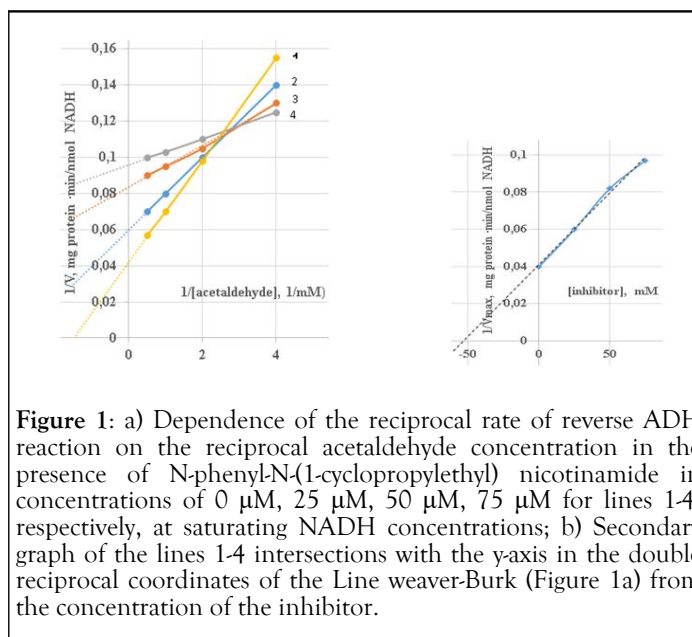 0,16
0,14
0,12
0,1
0,08
0,06
0,04
0,02
0
1/V, mg protein ·min/nmol NADH
1
2
3
4
1/[acetaldehyde], 1/mM)
0 2 4
0,1
0,08
0,06
0,04
0,02
0
1/Vmax, mg protein ·min/nmol NADH
[inhibitor], mM
-50 0 50
Figure 1: a) Dependence of the reciprocal rate of reverse ADH
reaction on the reciprocal acetaldehyde concentration in the
presence of N-phenyl-N-(1-cyclopropylethyl) nicotinamide in
concentrations of 0 μM, 25 μM, 50 μM, 75 μM for lines 1-4,
respectively, at saturating NADH concentrations; b) Secondar
graph of the lines 1-4 intersections with the y-axis in the double
reciprocal coordinates of the Line weaver-Burk (Figure 1a) from
the concentration of the inhibitor.